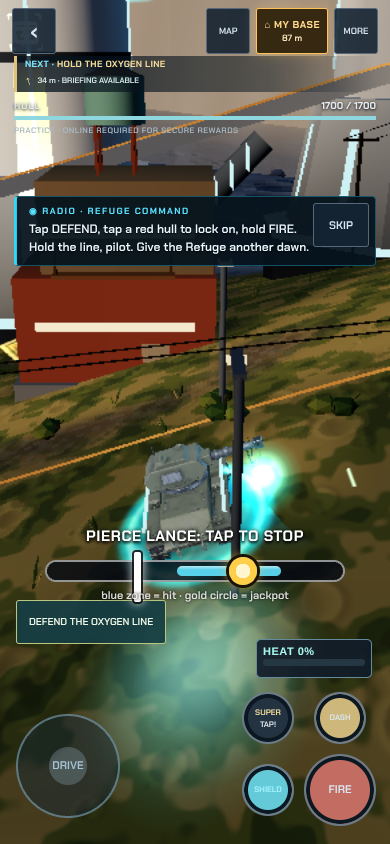 MAP
⌂ MY BASE
87 m
MORE
NEXT · HOLD THE OXYGEN LINE
34 m · BRIEFING AVAILABLE
HULL
1700 / 1700
PRACTICE · ONLINE REQUIRED FOR SECURE REWARDS
◉ RADIO · REFUGE COMMAND
Tap DEFEND, tap a red hull to lock on, hold FIRE.
Hold the line, pilot. Give the Refuge another dawn.
SKIP
PIERCE LANCE: TAP TO STOP
blue zone = hit · gold circle = jackpot
DEFEND THE OXYGEN LINE
HEAT 0%
SUPER
TAP!
DASH
DRIVE
SHIELD
FIRE